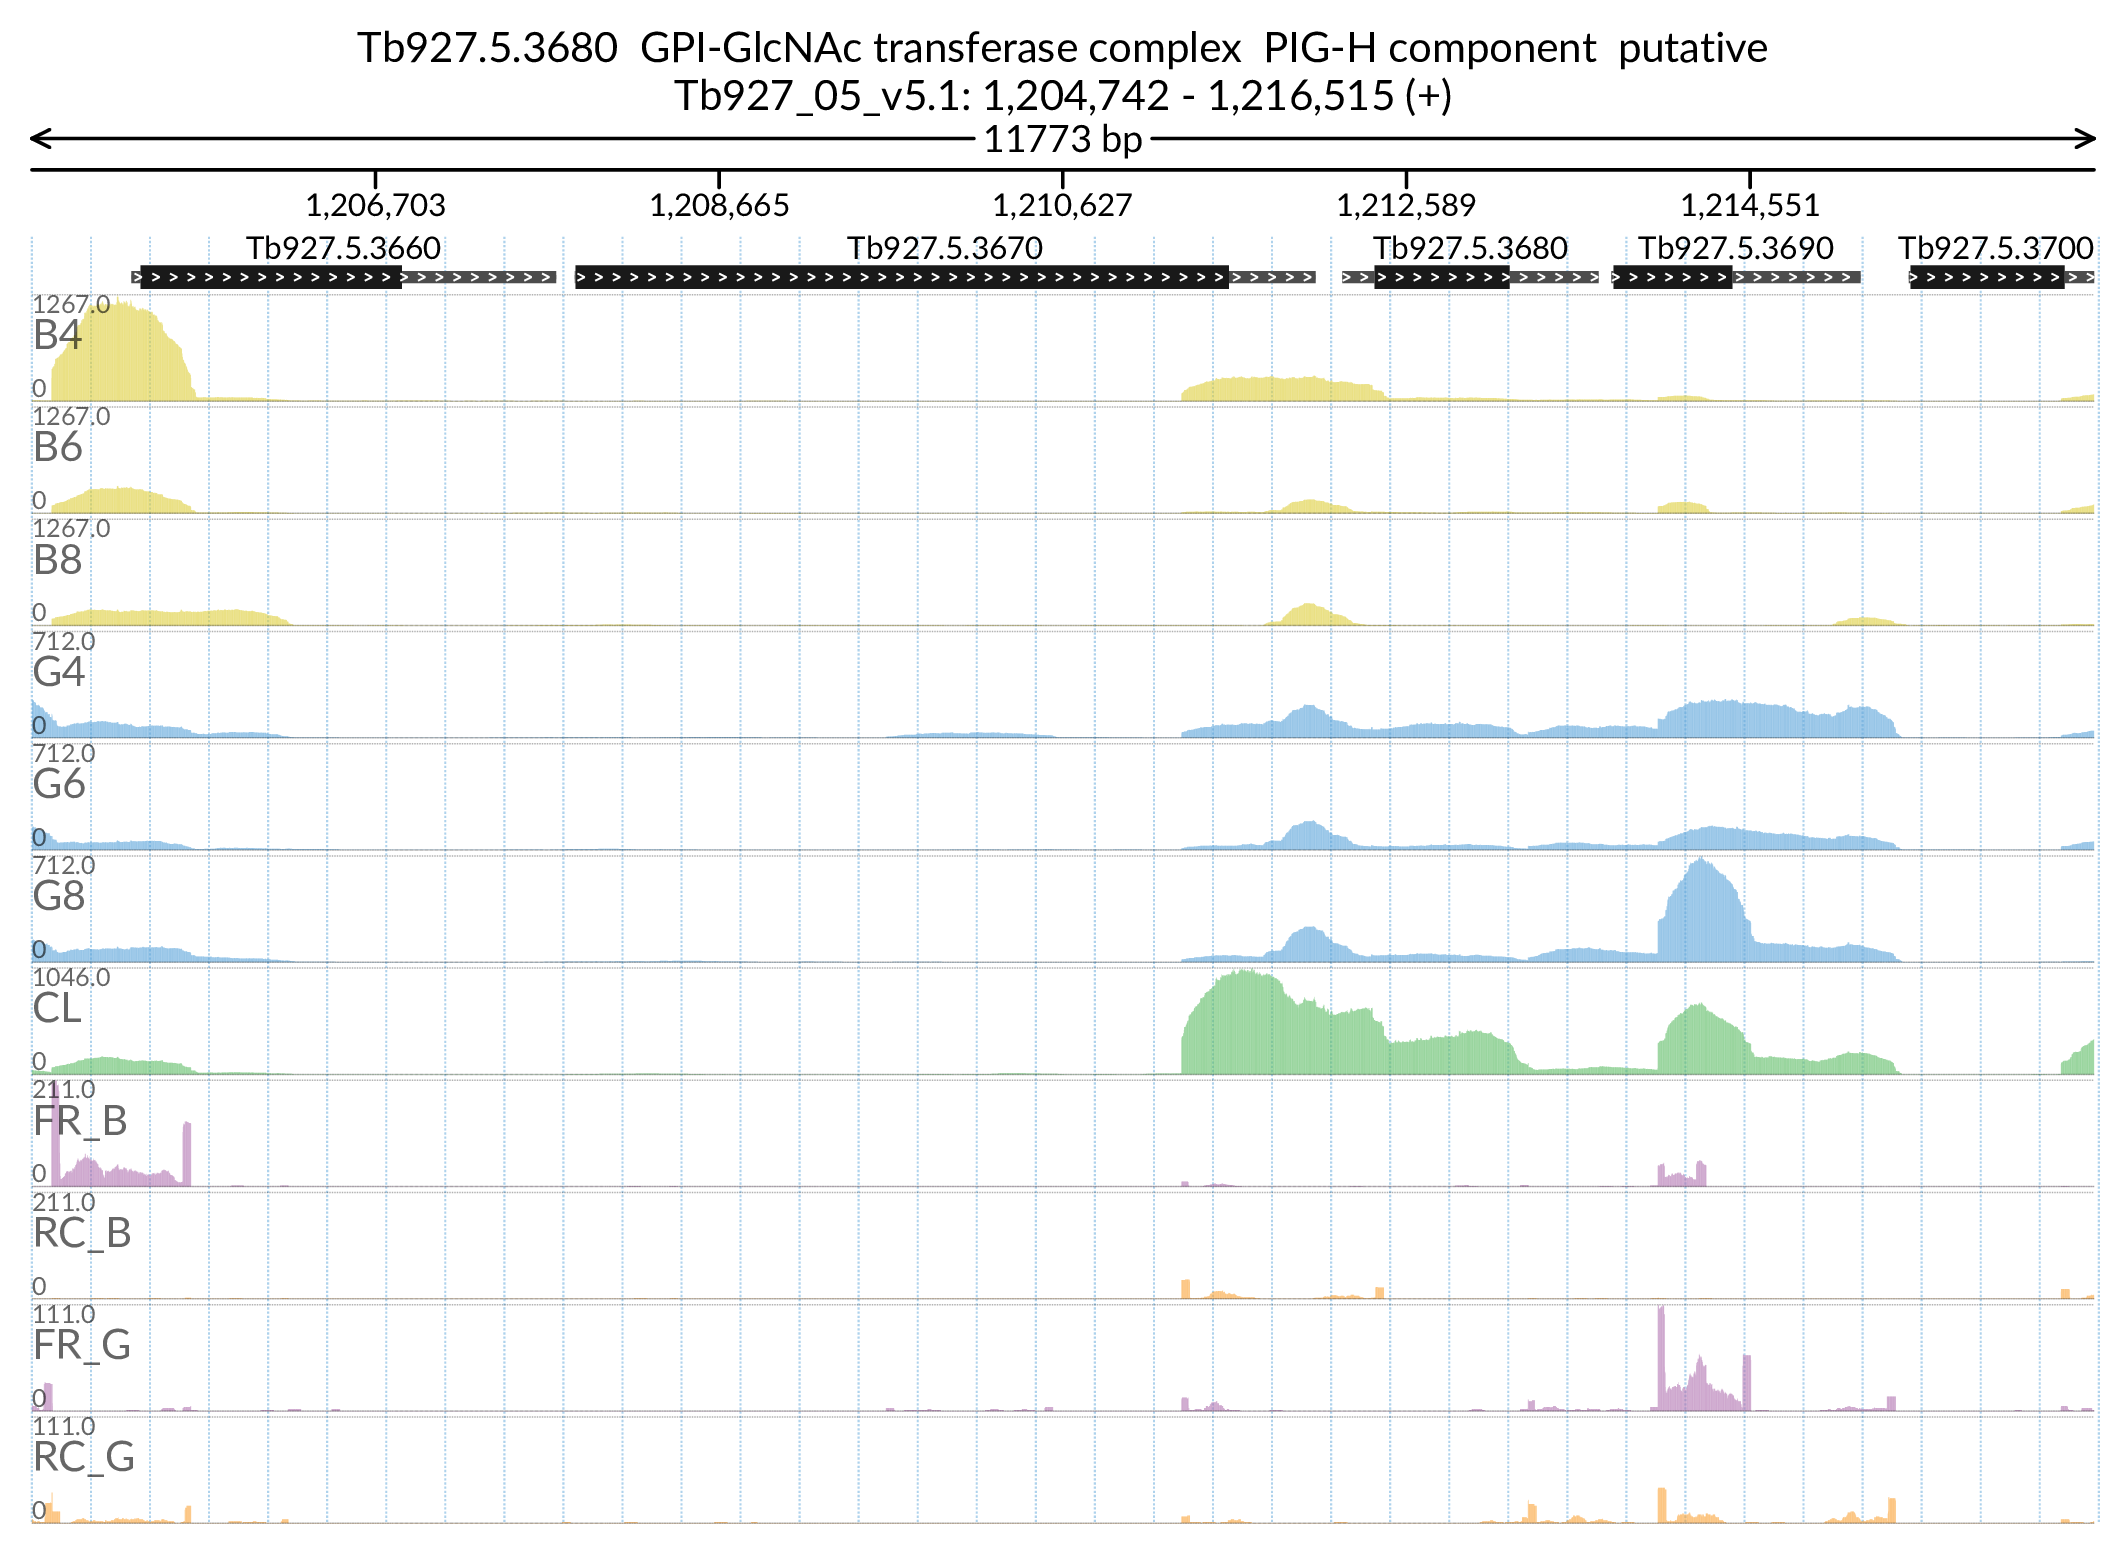 Tb927.5.3680  GPI-GlcNAc transferase complex  PIG-H component  putative
Tb927_05_v5.1: 1,204,742 - 1,216,515 (+)
11773 bp
1,206,703 1,208,665 1,210,627 1,212,589 1,214,551
Tb927.5.3660 Tb927.5.3670 Tb927.5.3680 Tb927.5.3690 Tb927.5.3700
1267.0
B4
0
1267.0
B6
0
1267.0
B8
0
712.0
G4
0
712.0
G6
0
712.0
G8
0
1046.0
CL
0
211.0
FR_B
0
211.0
RC_B
0
111.0
FR_G
0
111.0
RC_G
0